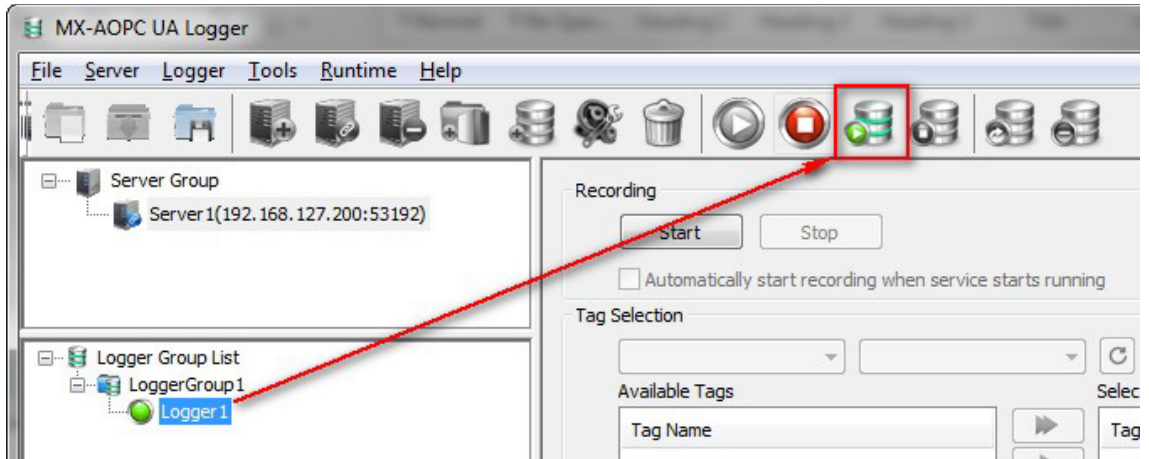 MX-AOPC UA Logger
File Server Logger Tools Runtime Help
Server Group
Server1(192.168.127.200:53192)
Recording
Start Stop
Automatically start recording when service starts running
Tag Selection
Logger Group List
LoggerGroup1
Logger1
Available Tags Selec
Tag Name Tag